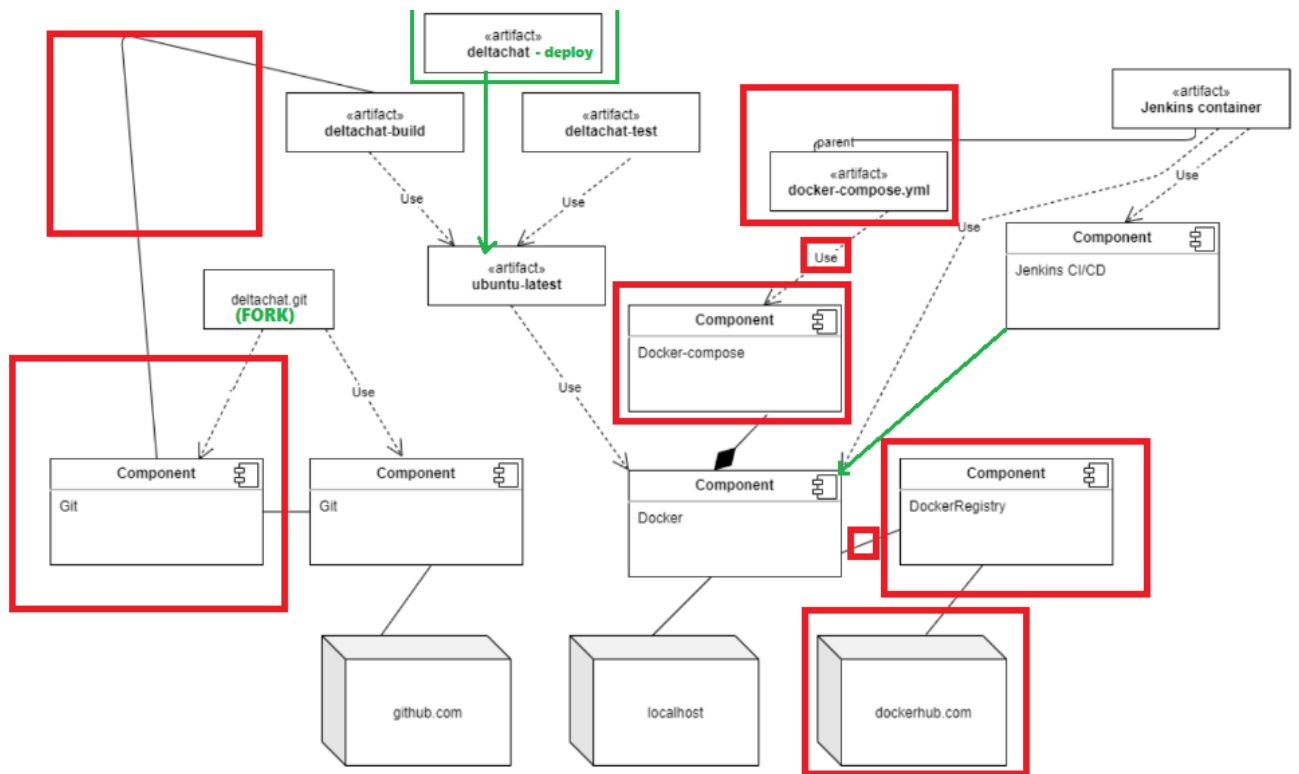 «artifact»
deltachat - deploy
«artifact»
deltachat-build
«artifact»
deltachat-test
«artifact»
Jenkins container
parent
«artifact»
docker-compose.yml
Use
Use
Use
Use
Use
«artifact»
ubuntu-latest
Component
Jenkins CI/CD
deltachat.git
(FORK)
Component
Docker-compose
Use
Use
Component
Git
Component
Git
Component
Docker
Component
DockerRegistry
github.com
localhost
dockerhub.com